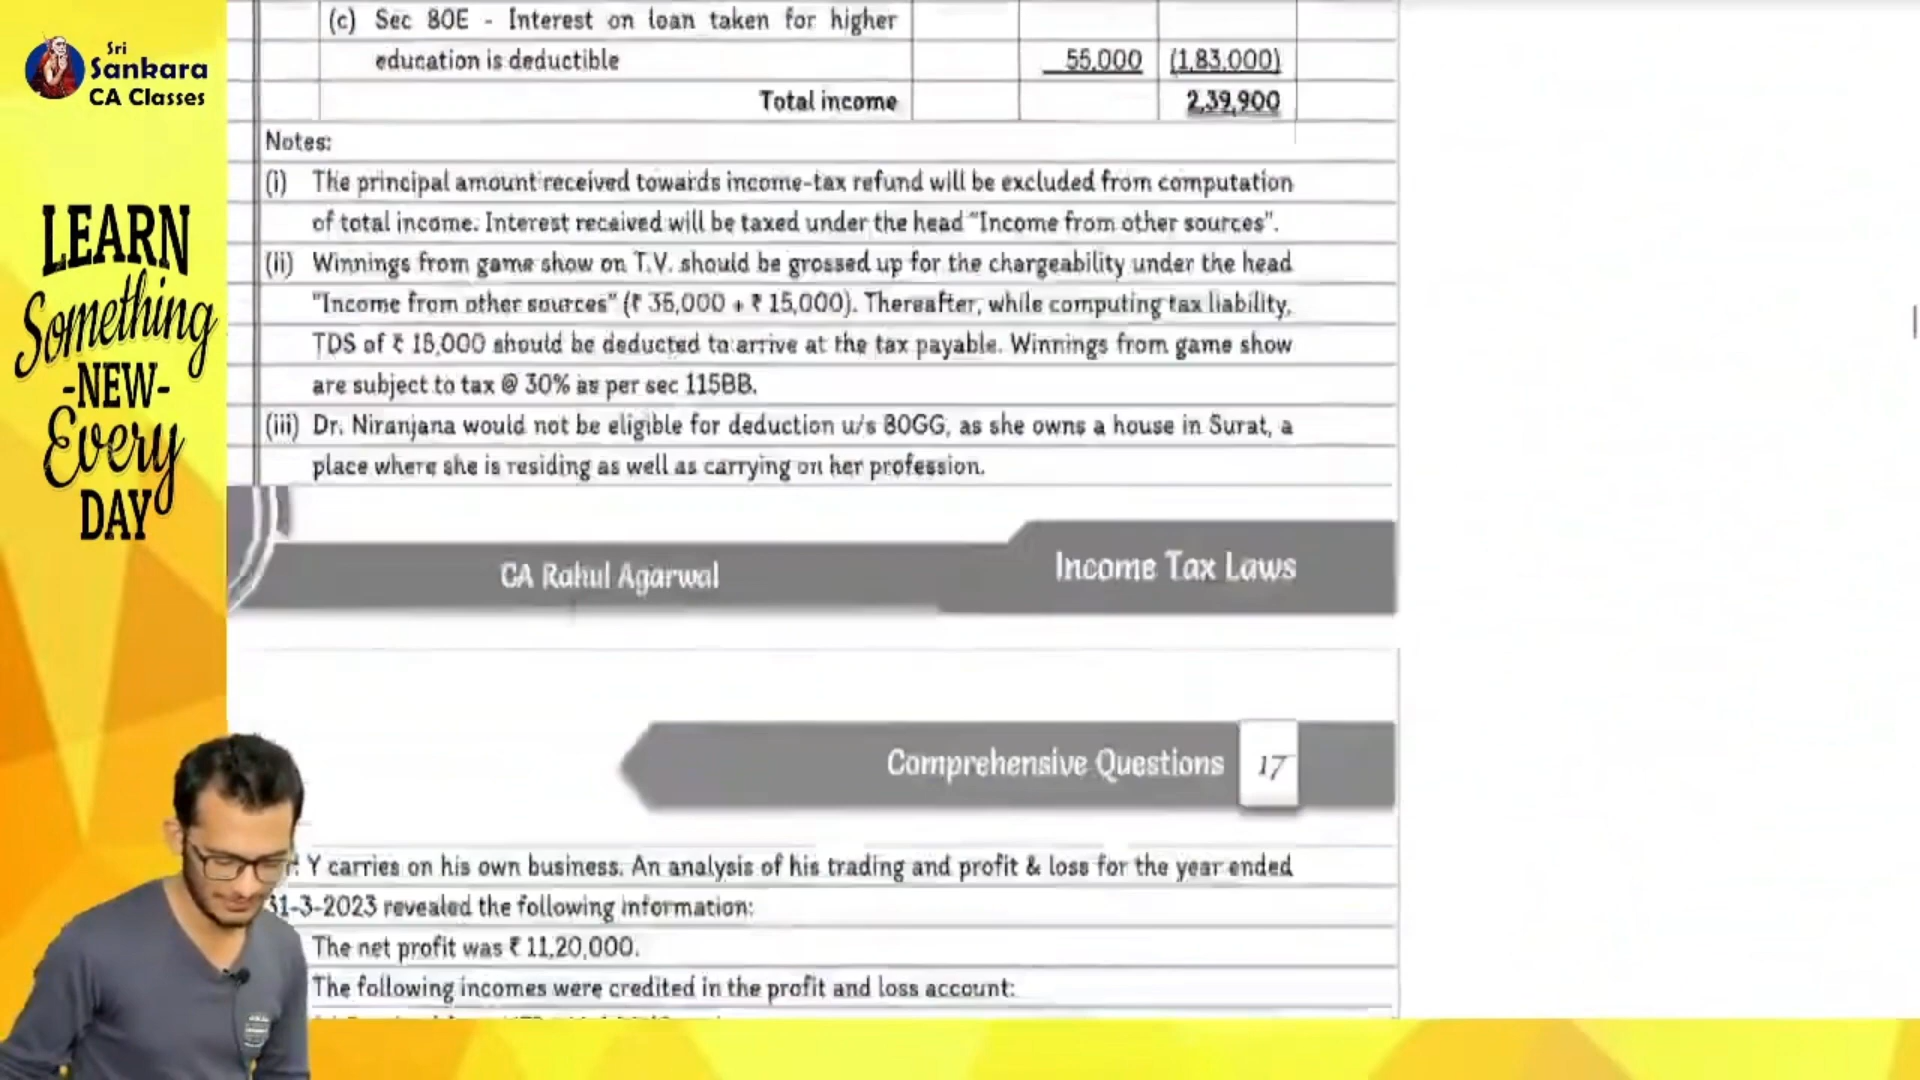 Sri
Sankara
CA Classes
LEARN
Something
-NEW-
Every
DAY
(c) Sec 80E - Interest on loan taken for higher
education is deductible 55,000 (1,83,000)
Total income 2,39,900
Notes:
(i) The principal amount received towards income-tax refund will be excluded from computation
of total income. Interest received will be taxed under the head "Income from other sources".
(ii) Winnings from game show on T.V. should be grossed up for the chargeability under the head
"Income from other sources" (₹ 35,000 + ₹ 15,000). Thereafter, while computing tax liability,
TDS of ₹ 15,000 should be deducted to arrive at the tax payable. Winnings from game show
are subject to tax @ 30% as per sec 115BB.
(iii) Dr. Niranjana would not be eligible for deduction u/s 80GG, as she owns a house in Surat, a
place where she is residing as well as carrying on her profession.
CA Rahul Agarwal
Income Tax Laws
Comprehensive Questions 17
Y carries on his own business. An analysis of his trading and profit & loss for the year ended
31-3-2023 revealed the following information:
The net profit was ₹ 11,20,000.
The following incomes were credited in the profit and loss account: